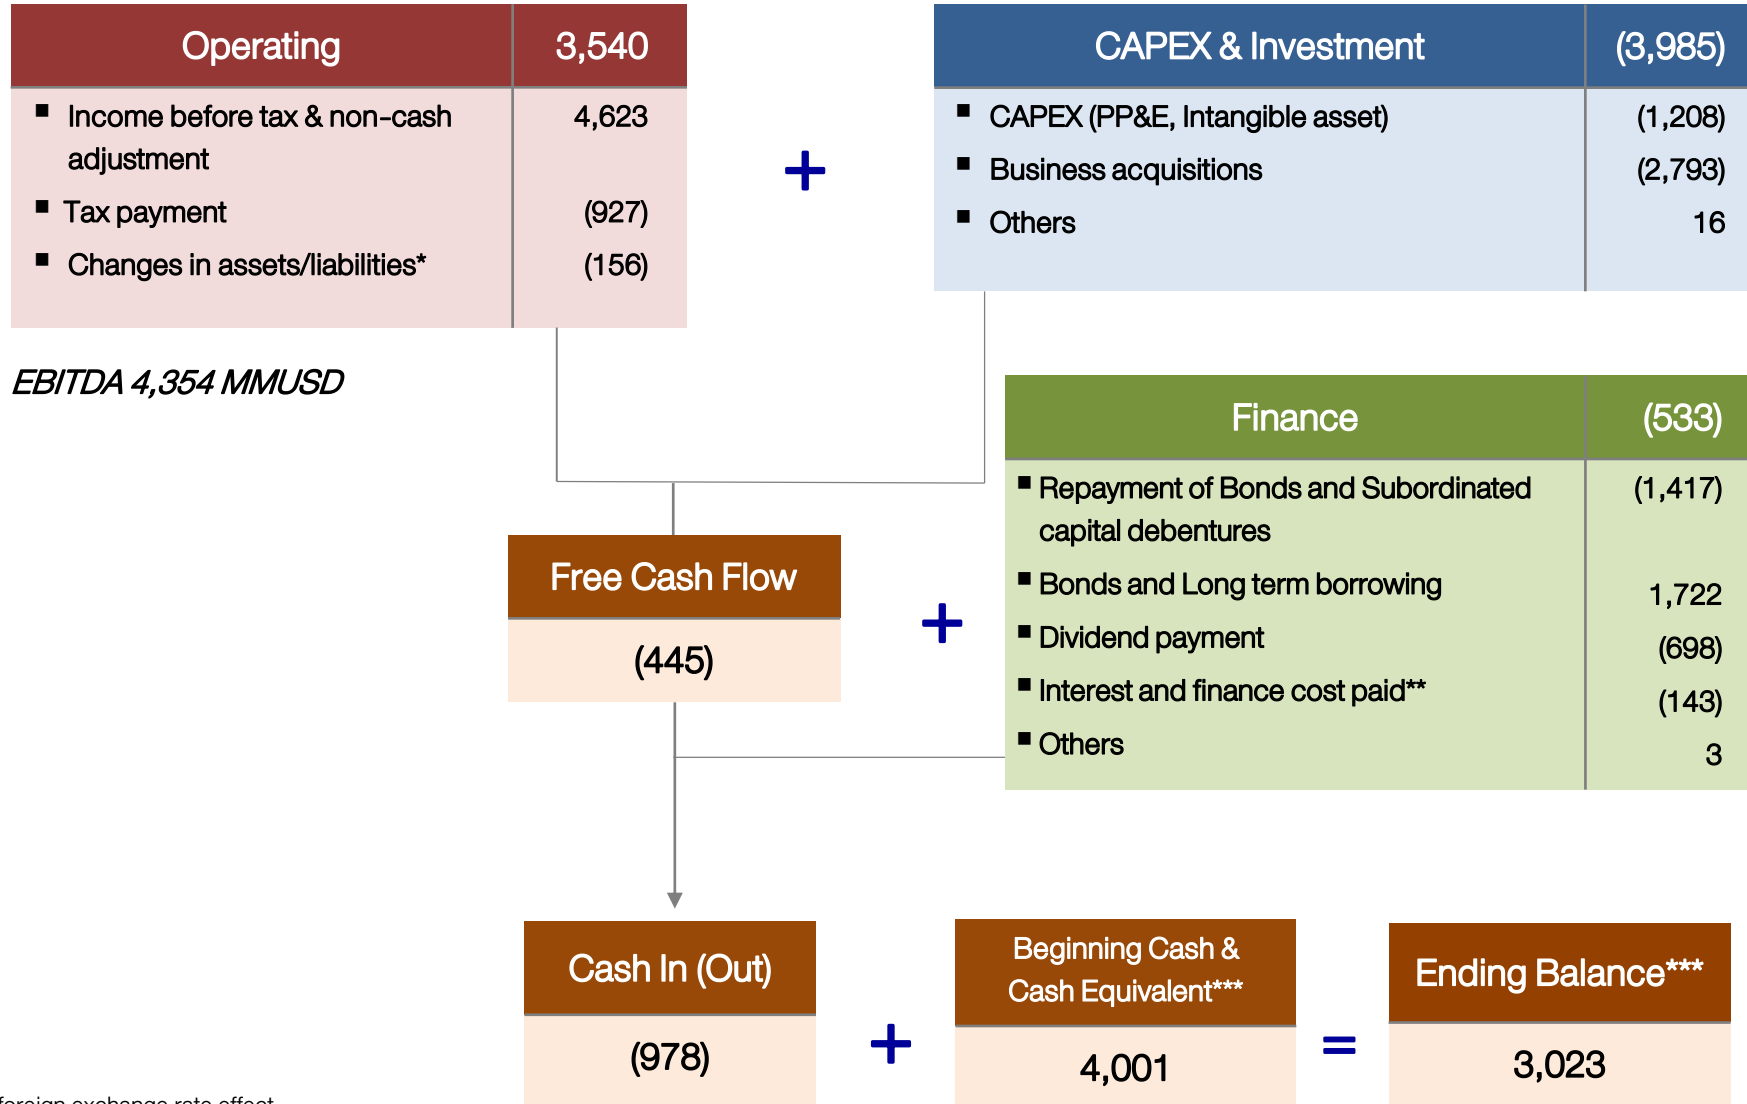 Operating 3,540
■ Income before tax & non-cash 4,623
adjustment
■ Tax payment (927)
■ Changes in assets/liabilities* (156)
EBITDA 4,354 MMUSD
+
CAPEX & Investment (3,985)
■ CAPEX (PP&E, Intangible asset) (1,208)
■ Business acquisitions (2,793)
■ Others 16
Free Cash Flow
(445)
+
Finance (533)
■ Repayment of Bonds and Subordinated (1,417)
capital debentures
■ Bonds and Long term borrowing 1,722
■ Dividend payment (698)
■ Interest and finance cost paid** (143)
■ Others 3
Cash In (Out)
(978)
+
Beginning Cash &
Cash Equivalent***
4,001
=
Ending Balance***
3,023
foreign exchange rate effect